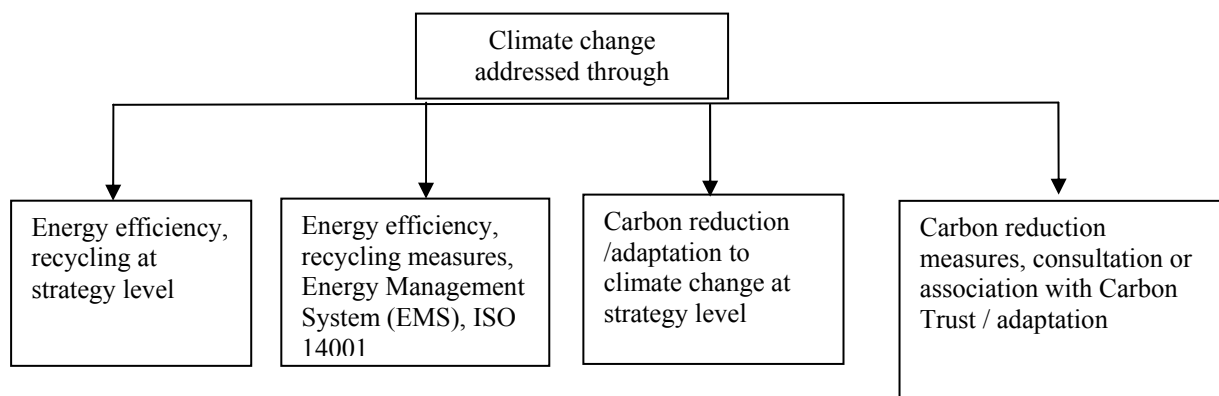 Climate change
addressed through
Energy efficiency,
recycling at
strategy level
Energy efficiency,
recycling measures,
Energy Management
System (EMS), ISO
14001
Carbon reduction
/adaptation to
climate change at
strategy level
Carbon reduction
measures, consultation or
association with Carbon
Trust / adaptation